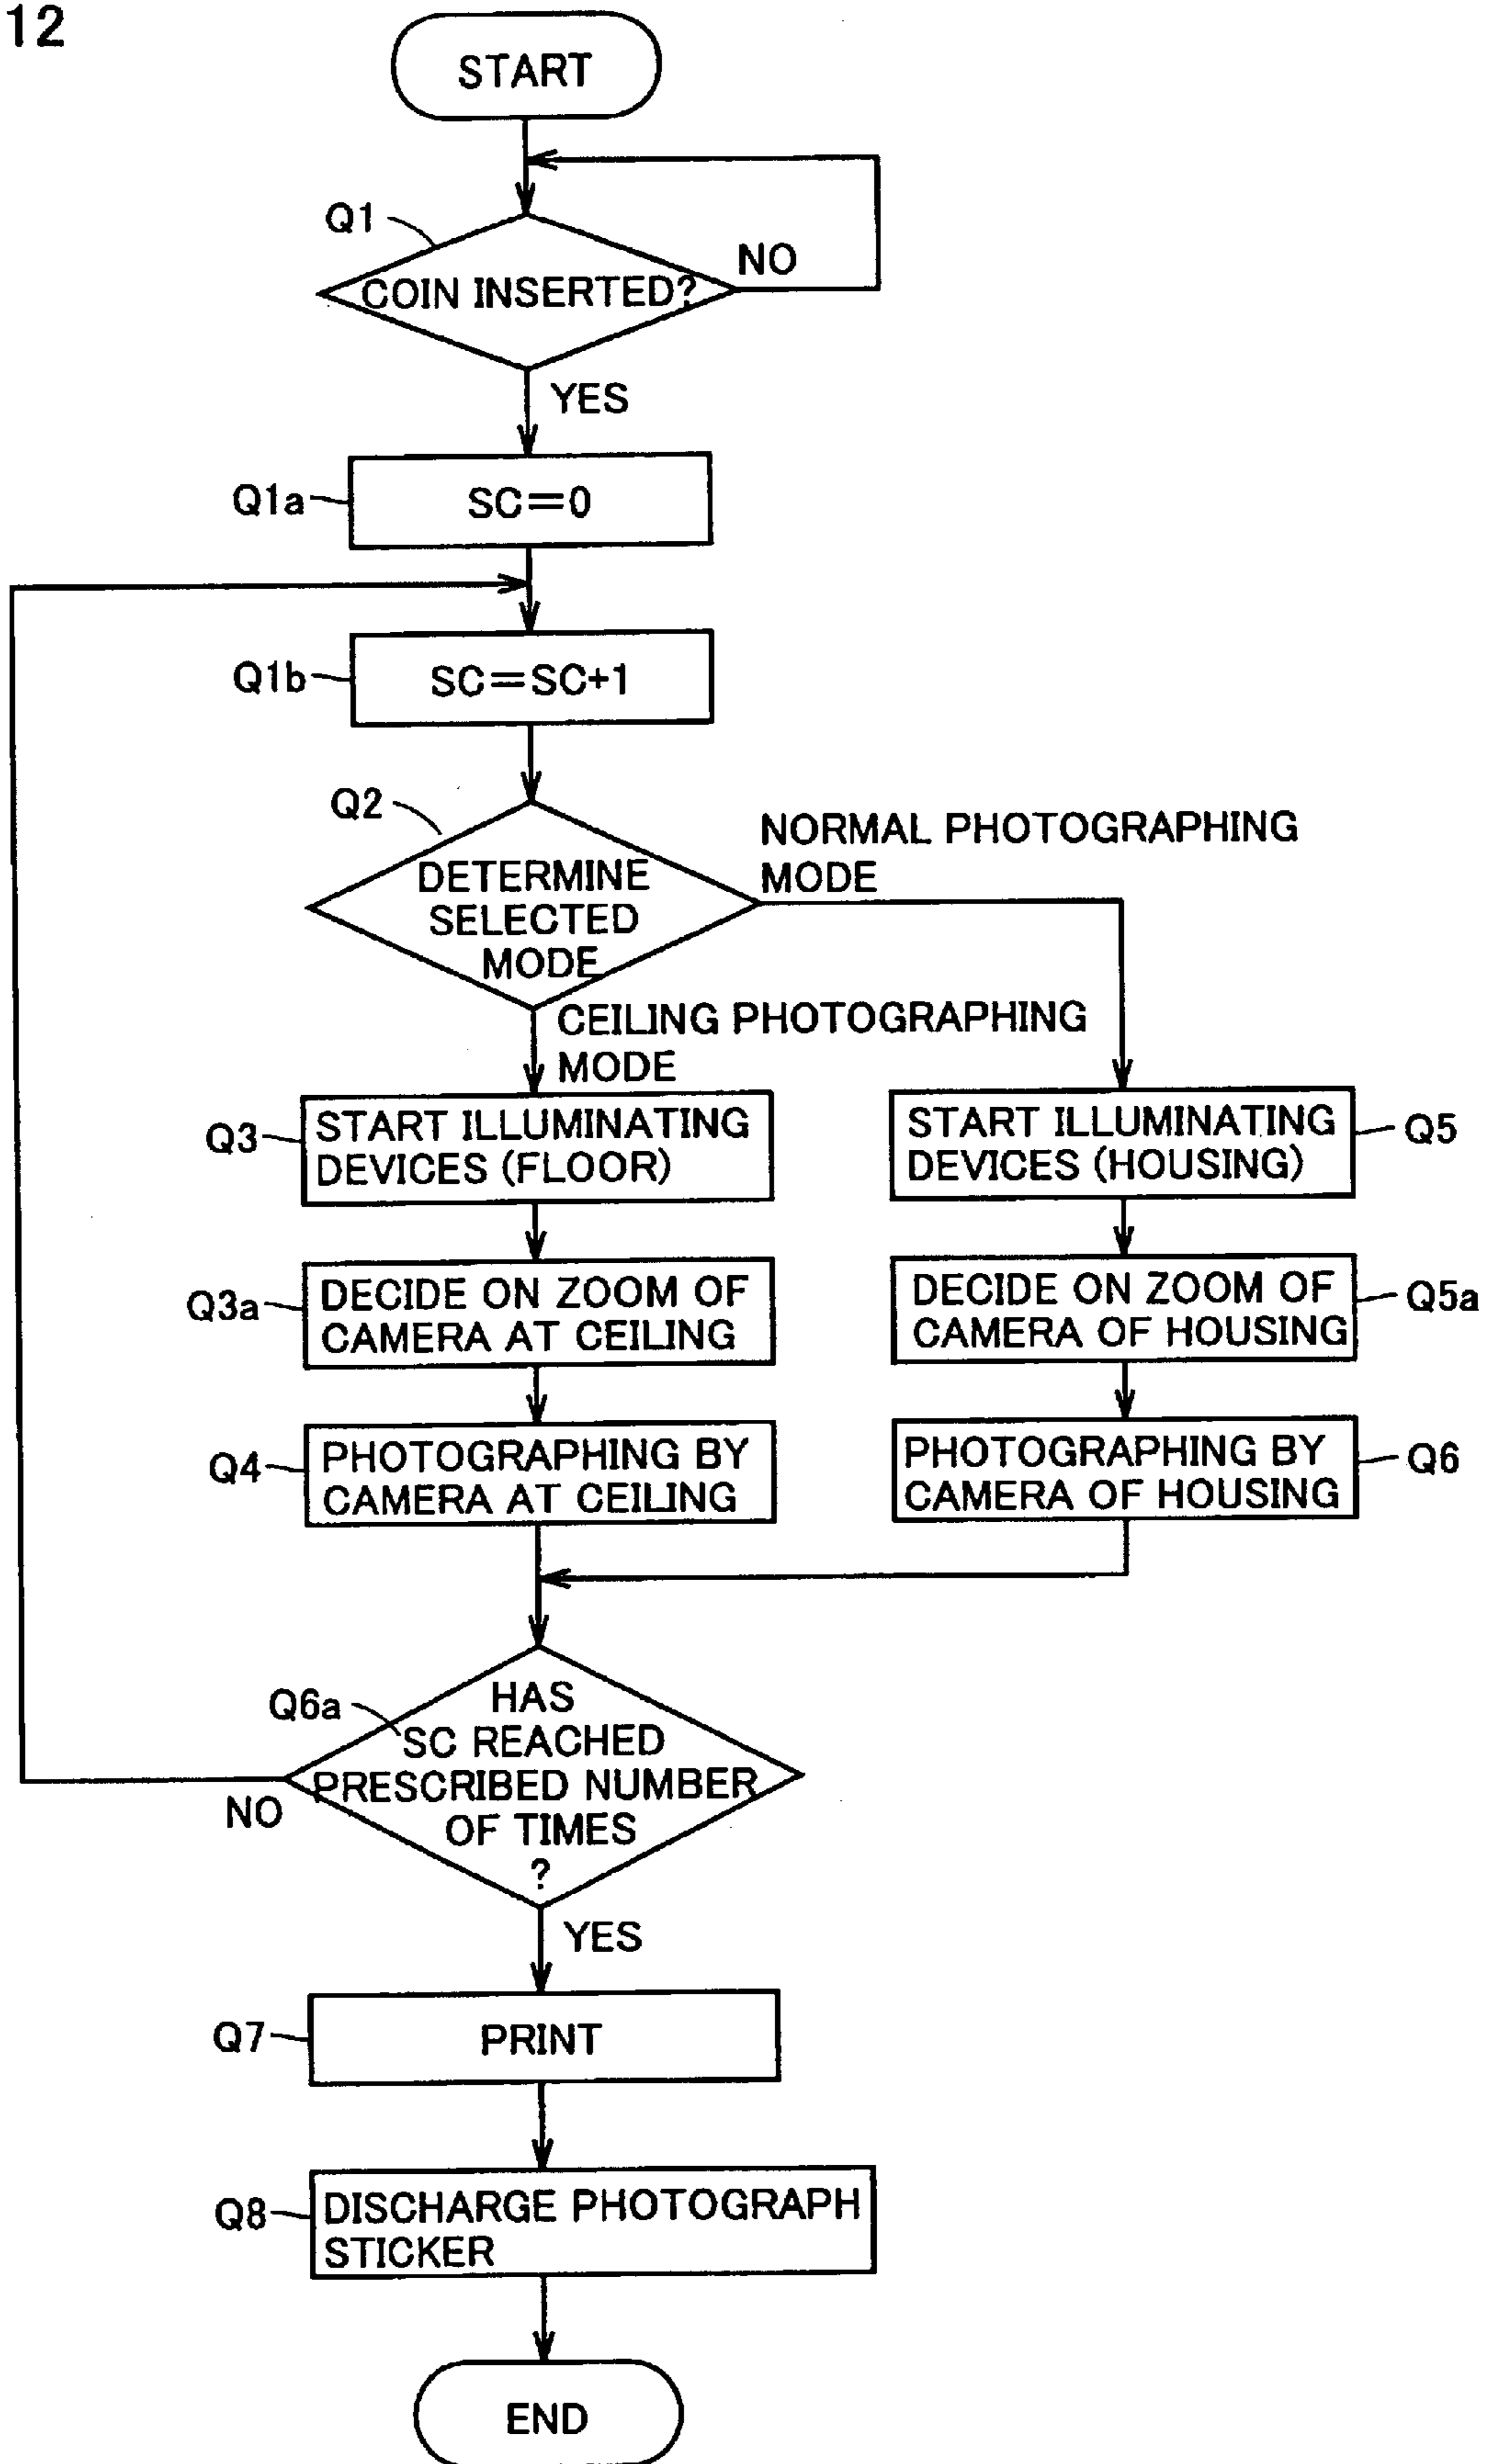 12
START
Q1
COIN INSERTED?
NO
YES
Q1a
SC=0
Q1b
SC=SC+1
Q2
DETERMINE
SELECTED
MODE
NORMAL PHOTOGRAPHING
MODE
CEILING PHOTOGRAPHING
MODE
Q3
START ILLUMINATING
DEVICES (FLOOR)
START ILLUMINATING
DEVICES (HOUSING)
Q5
Q3a
DECIDE ON ZOOM OF
CAMERA AT CEILING
DECIDE ON ZOOM OF
CAMERA OF HOUSING
Q5a
Q4
PHOTOGRAPHING BY
CAMERA AT CEILING
PHOTOGRAPHING BY
CAMERA OF HOUSING
Q6
Q6a
HAS
SC REACHED
PRESCRIBED NUMBER
OF TIMES
?
NO
YES
Q7
PRINT
Q8
DISCHARGE PHOTOGRAPH
STICKER
END